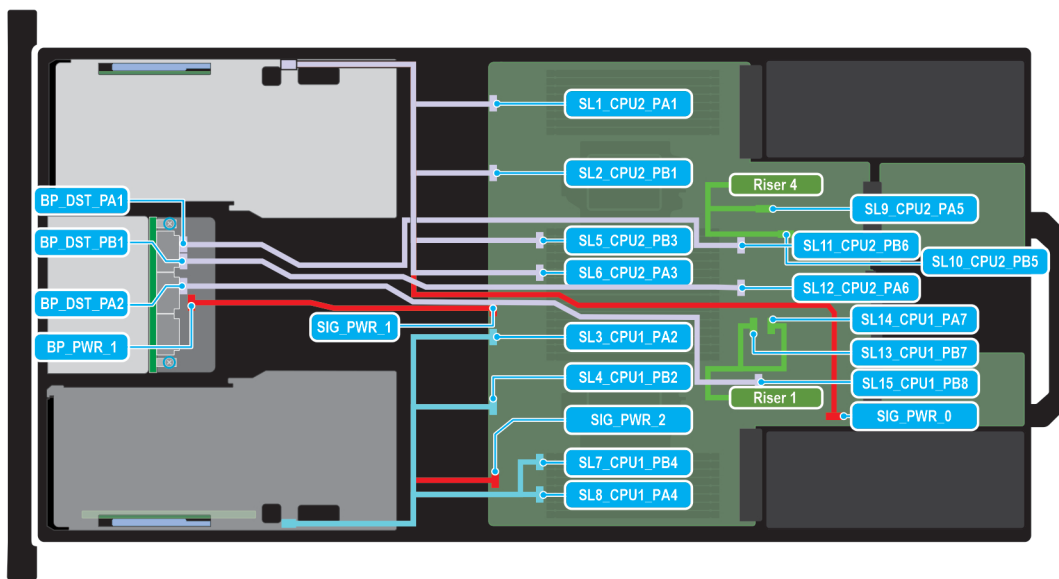 SL1_CPU2_PA1
SL2_CPU2_PB1
Riser 4
BP_DST_PA1
SL9_CPU2_PA5
BP_DST_PB1
SL5_CPU2_PB3
SL11_CPU2_PB6
SL10_CPU2_PB5
SL6_CPU2_PA3
SL12_CPU2_PA6
BP_DST_PA2
SIG_PWR_1
SL14_CPU1_PA7
SL3_CPU1_PA2
BP_PWR_1
SL13_CPU1_PB7
SL4_CPU1_PB2
SL15_CPU1_PB8
Riser 1
SIG_PWR_2
SIG_PWR_0
SL7_CPU1_PB4
SL8_CPU1_PA4